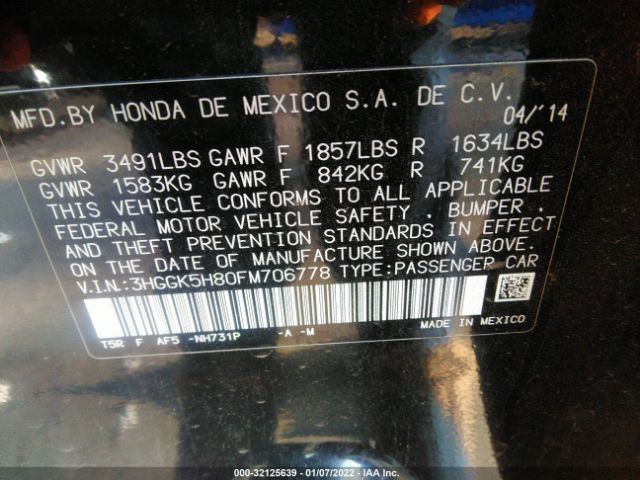 MFD.BY HONDA DE MEXICO S.A. DE C.V.
04/'14
GVWR 3491LBS GAWR F 1857LBS R 1634LBS
GVWR 1583KG GAWR F 842KG R 741KG
THIS VEHICLE CONFORMS TO ALL APPLICABLE
FEDERAL MOTOR VEHICLE SAFETY , BUMPER ,
AND THEFT PREVENTION STANDARDS IN EFFECT
ON THE DATE OF MANUFACTURE SHOWN ABOVE.
V.I.N.:3HGGK5H80FM706778 TYPE:PASSENGER CAR
T5R F AF5 -NH731P -A -M
MADE IN MEXICO
000-32125639 - 01/07/2022 - IAA Inc.